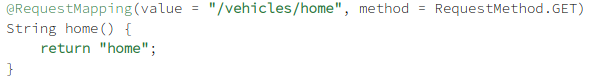 @RequestMapping(value = "/vehicles/home", method = RequestMethod.GET)
String home() {
    return "home";
}